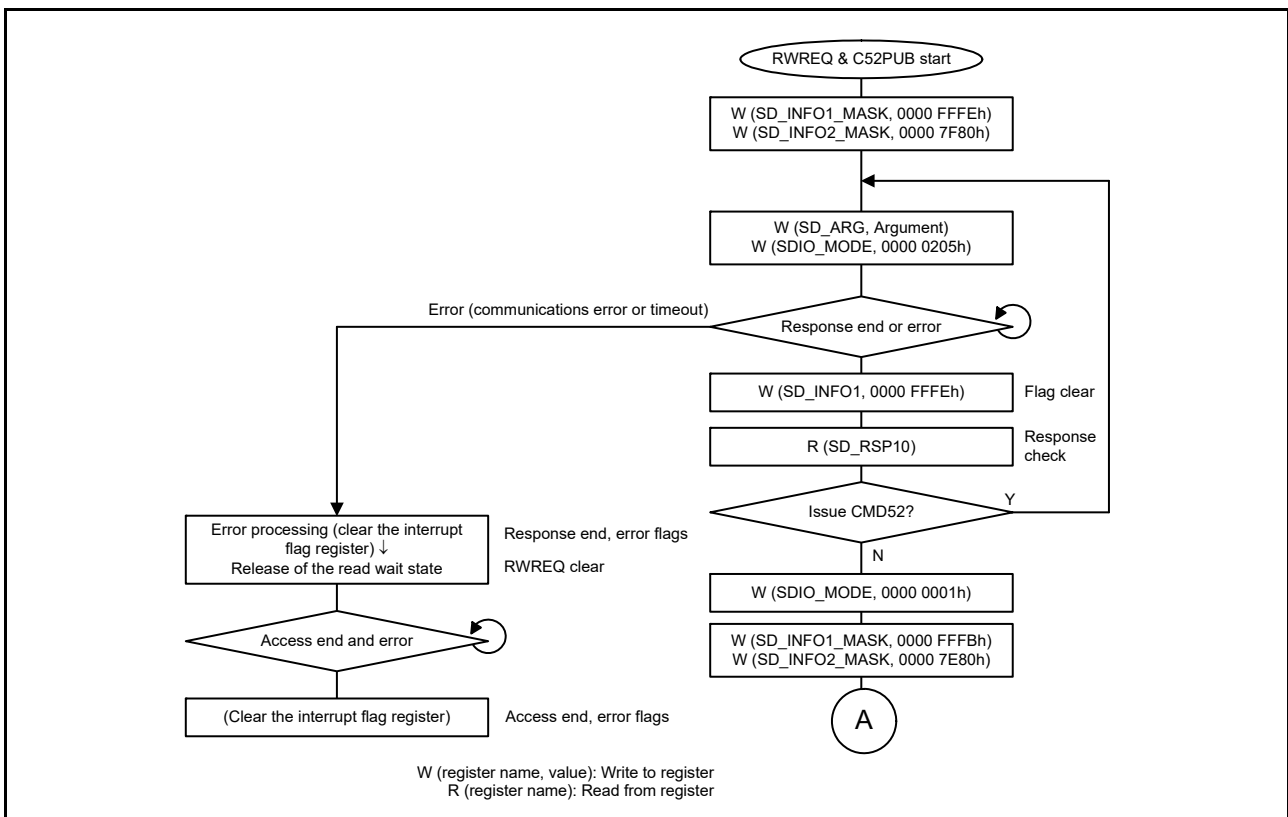 RWREQ & C52PUB start
W (SD_INFO1_MASK, 0000 FFFEh)
W (SD_INFO2_MASK, 0000 7F80h)
W (SD_ARG, Argument)
W (SDIO_MODE, 0000 0205h)
Error (communications error or timeout)
Response end or error
W (SD_INFO1, 0000 FFFEh)
Flag clear
R (SD_RSP10)
Response
check
Issue CMD52?
Y
N
Error processing (clear the interrupt
flag register) ↓
Release of the read wait state
Response end, error flags
RWREQ clear
W (SDIO_MODE, 0000 0001h)
Access end and error
W (SD_INFO1_MASK, 0000 FFFBh)
W (SD_INFO2_MASK, 0000 7E80h)
(Clear the interrupt flag register)
Access end, error flags
A
W (register name, value): Write to register
R (register name): Read from register